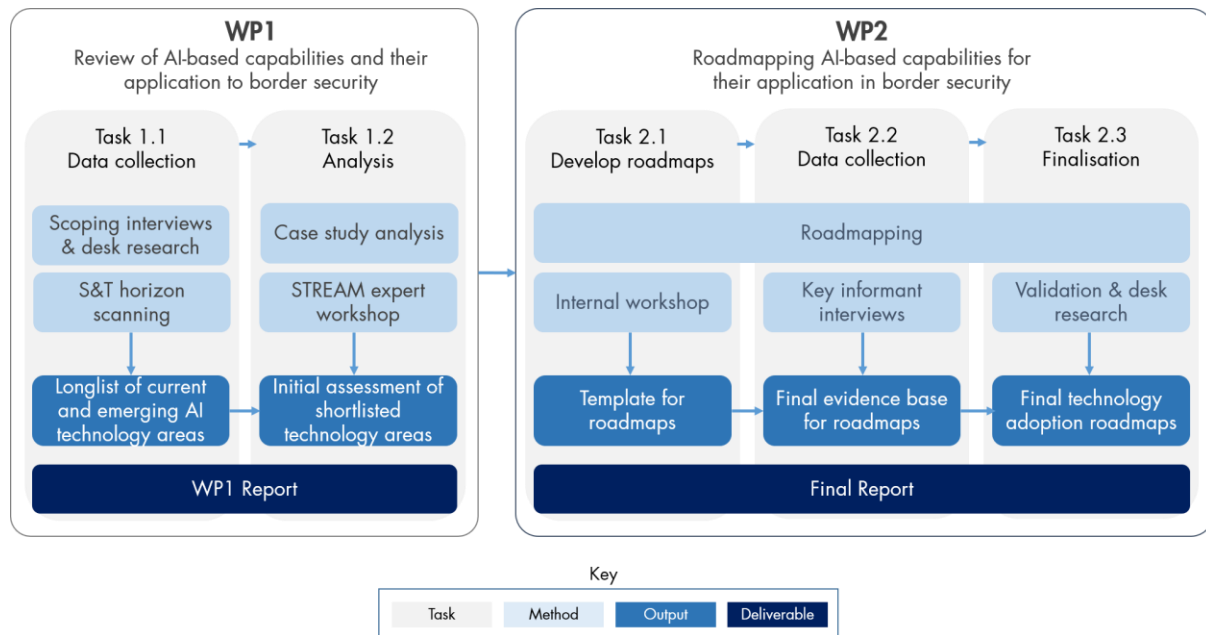 WP1
Review of AI-based capabilities and their
application to border security
Task 1.1
Data collection
Task 1.2
Analysis
Scoping interviews
& desk research
Case study analysis
S&T horizon
scanning
STREAM expert
workshop
Longlist of current
and emerging AI
technology areas
Initial assessment of
shortlisted
technology areas
WP1 Report
WP2
Roadmapping AI-based capabilities for
their application in border security
Task 2.1
Develop roadmaps
Task 2.2
Data collection
Task 2.3
Finalisation
Roadmapping
Internal workshop
Key informant
interviews
Validation & desk
research
Template for
roadmaps
Final evidence base
for roadmaps
Final technology
adoption roadmaps
Final Report
Key
Task
Method
Output
Deliverable